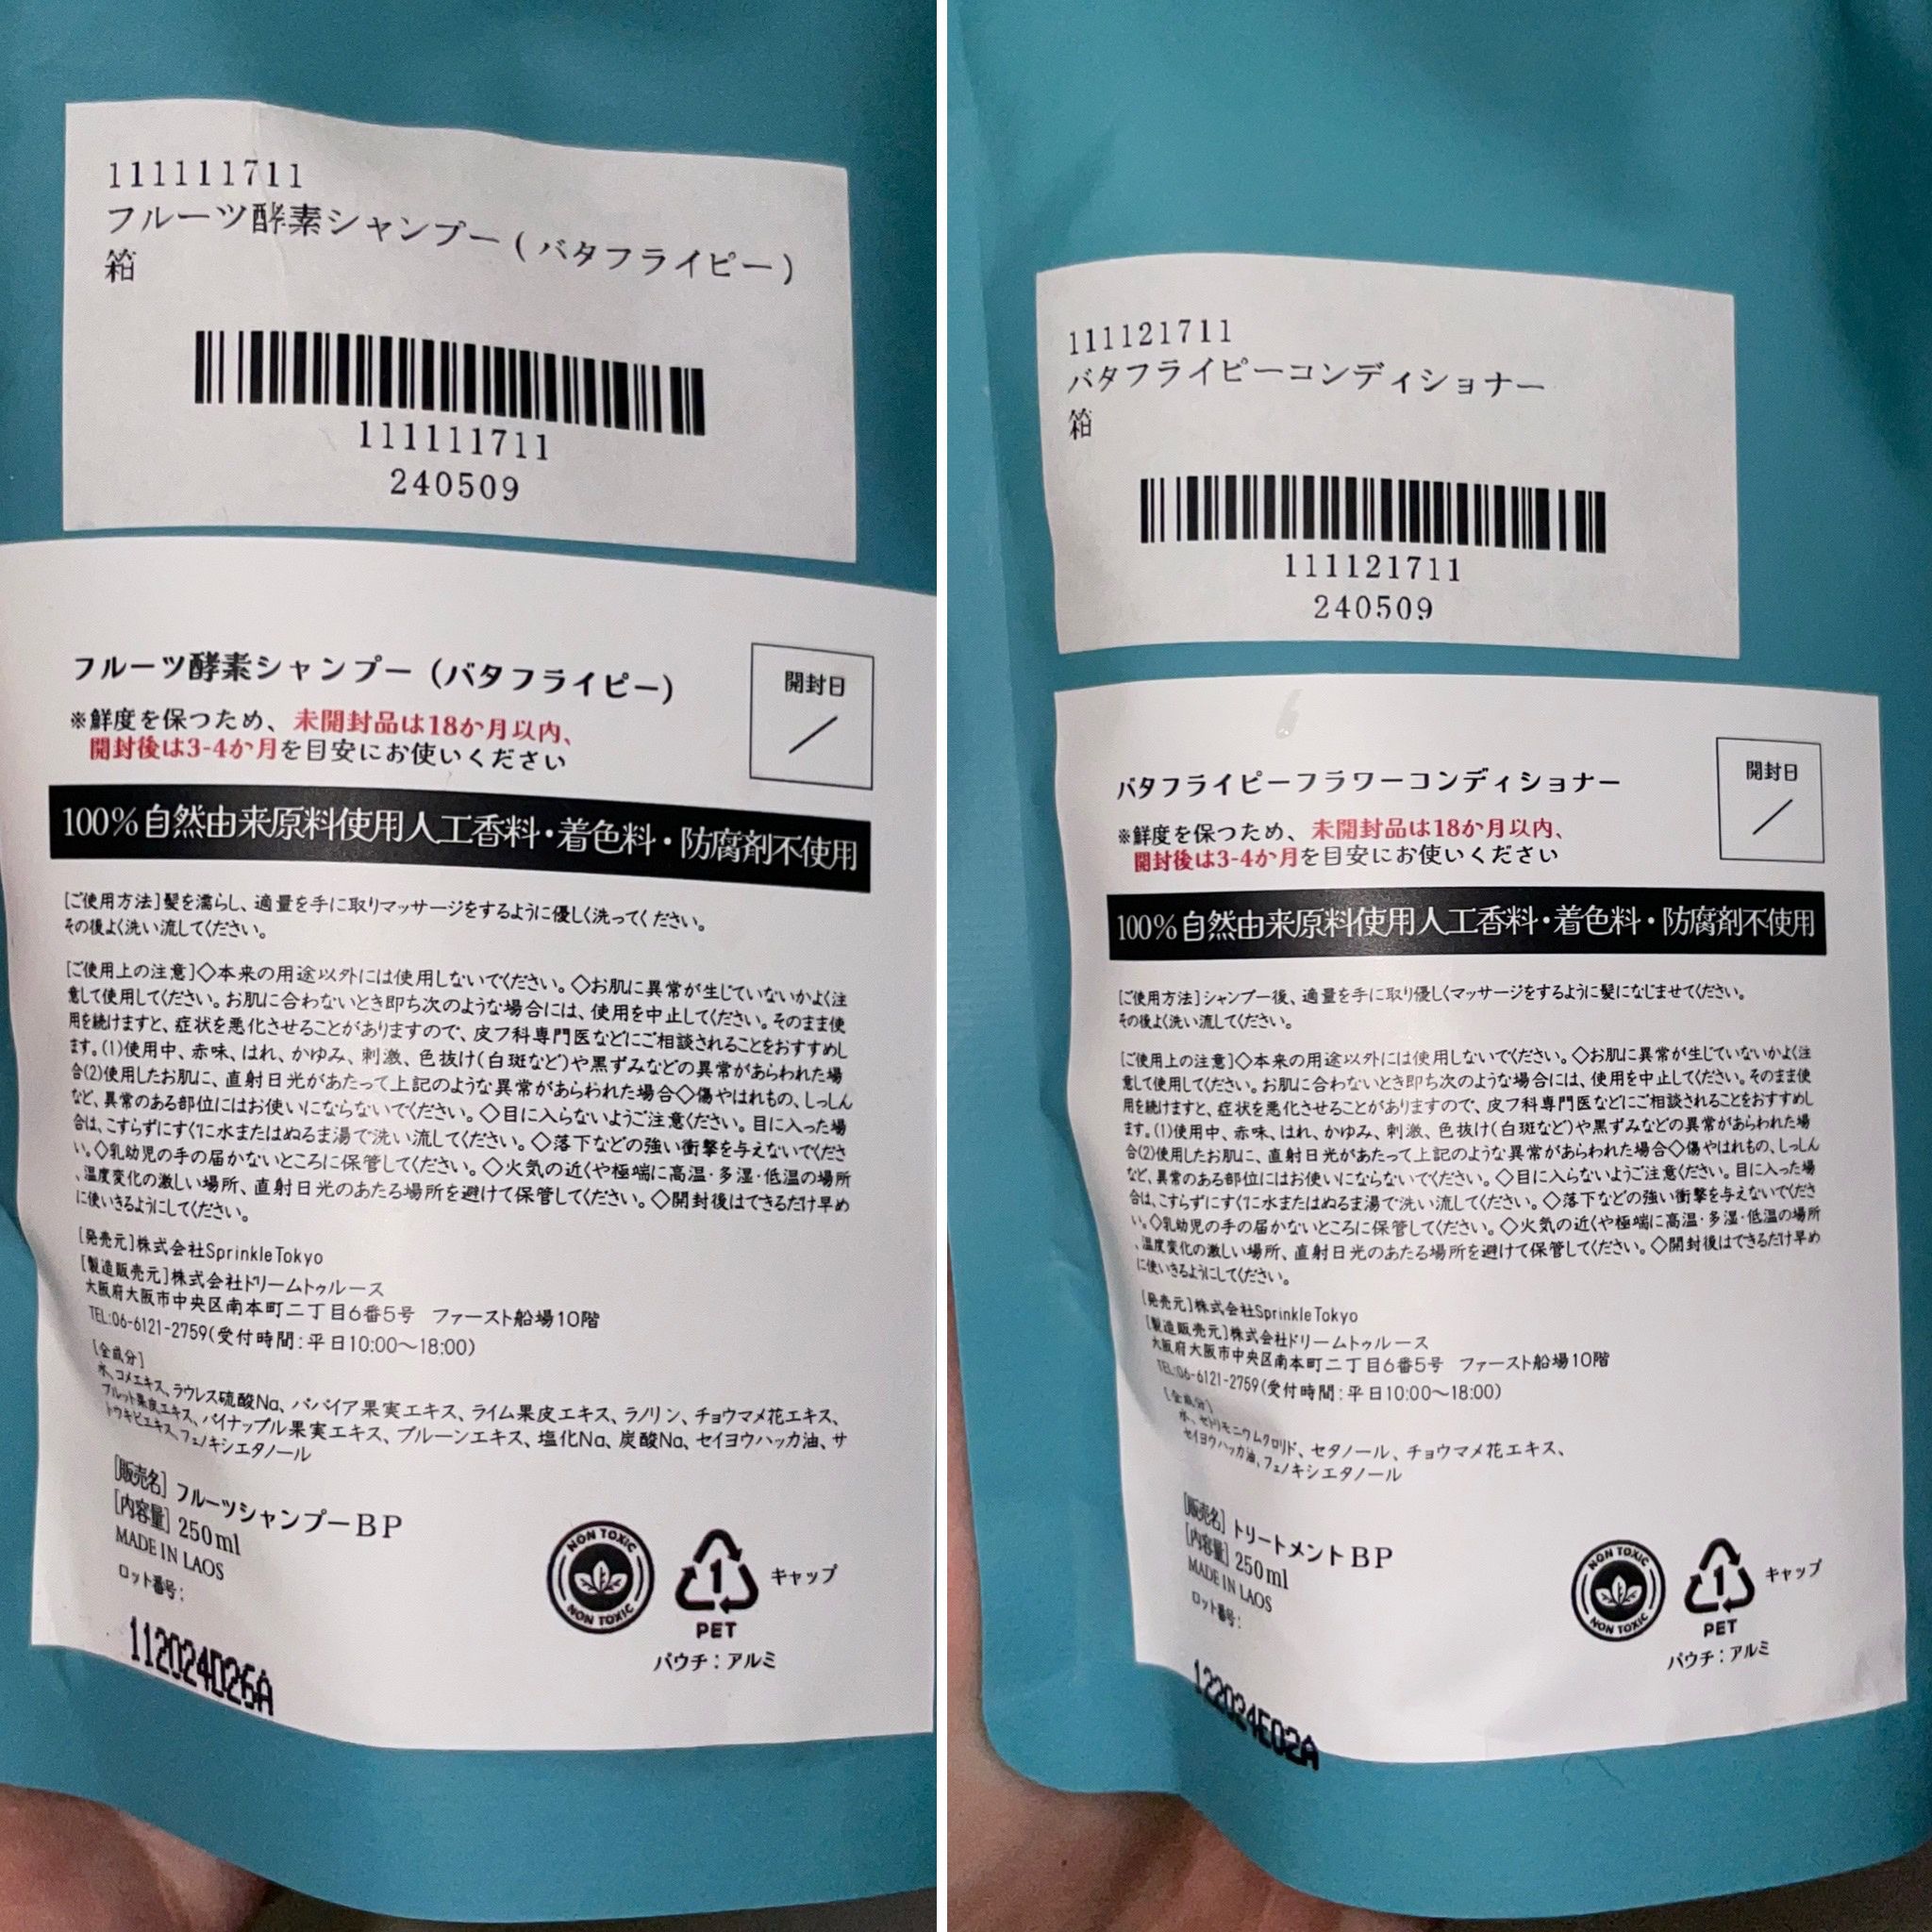 111111711
フルーツ酵素シャンプー(バタフライピー)
箱
111111711
240509
フルーツ酵素シャンプー(バタフライピー)
※鮮度を保つため、未開封品は18か月以内、
開封後は3-4か月を目安にお使いください
開封日
/
100%自然由来原料使用人工香料・着色料・防腐剤不使用
[ご使用方法]髪を濡らし、適量を手に取りマッサージをするように優しく洗ってください。
その後よく洗い流してください。
[ご使用上の注意]◇本来の用途以外には使用しないでください。◇お肌に異常が生じていないかよく注
意して使用してください。お肌に合わないとき即ち次のような場合には、使用を中止してください。そのまま使
用を続けますと、症状を悪化させることがありますので、皮フ科専門医などにご相談されることをおすすめし
ます。(1)使用中、赤味、はれ、かゆみ、刺激、色抜け(白斑など)や黒ずみなどの異常があらわれた場
合(2)使用したお肌に、直射日光があたって上記のような異常があらわれた場合◇傷やはれもの、しっしん
など、異常のある部位にはお使いにならないでください。◇目に入らないようご注意ください。目に入った場
合は、こすらずにすぐに水またはぬるま湯で洗い流してください。◇落下などの強い衝撃を与えないでくださ
い。◇乳幼児の手の届かないところに保管してください。◇火気の近くや極端に高温・多湿・低温の場所
、温度変化の激しい場所、直射日光のあたる場所を避けて保管してください。◇開封後はできるだけ早め
に使いきるようにしてください。
[発売元]株式会社SprinkleTokyo
[製造販売元]株式会社ドリームトゥルース
大阪府大阪市中央区南本町二丁目6番5号 ファースト船場10階
TEL:06-6121-2759(受付時間:平日10:00〜18:00)
[全成分]
水、コメエキス、ラウレス硫酸Na、パパイア果実エキス、ライム果皮エキス、ラノリン、チョウマメ花エキス、
プルット果皮エキス、パイナップル果実エキス、プルーンエキス、塩化Na、炭酸Na、セイヨウハッカ油、サ
トウキビエキス、フェノキシエタノール
[販売名] フルーツシャンプーBP
[内容量] 250ml
MADE IN LAOS
ロット番号:
112024D26A
NON TOXIC
NON TOXIC
1
PET
キャップ
パウチ:アルミ
111121711
バタフライピーコンディショナー
箱
111121711
240509
バタフライピーフラワーコンディショナー
※鮮度を保つため、未開封品は18か月以内、
開封後は3-4か月を目安にお使いください
開封日
/
100%自然由来原料使用人工香料・着色料・防腐剤不使用
[ご使用方法]シャンプー後、適量を手に取り優しくマッサージをするように髪になじませてください。
その後よく洗い流してください。
[ご使用上の注意]◇本来の用途以外には使用しないでください。◇お肌に異常が生じていないかよく注
意して使用してください。お肌に合わないとき即ち次のような場合には、使用を中止してください。そのまま使
用を続けますと、症状を悪化させることがありますので、皮フ科専門医などにご相談されることをおすすめし
ます。(1)使用中、赤味、はれ、かゆみ、刺激、色抜け(白斑など)や黒ずみなどの異常があらわれた場
合(2)使用したお肌に、直射日光があたって上記のような異常があらわれた場合◇傷やはれもの、しっしん
など、異常のある部位にはお使いにならないでください。◇目に入らないようご注意ください。目に入った場
合は、こすらずにすぐに水またはぬるま湯で洗い流してください。◇落下などの強い衝撃を与えないでくださ
い。◇乳幼児の手の届かないところに保管してください。◇火気の近くや極端に高温・多湿・低温の場所
、温度変化の激しい場所、直射日光のあたる場所を避けて保管してください。◇開封後はできるだけ早め
に使いきるようにしてください。
[発売元]株式会社SprinkleTokyo
[製造販売元]株式会社ドリームトゥルース
大阪府大阪市中央区南本町二丁目6番5号 ファースト船場10階
TEL:06-6121-2759(受付時間:平日10:00〜18:00)
[全成分]
水、セトリモニウムクロリド、セタノール、チョウマメ花エキス、
セイヨウハッカ油、フェノキシエタノール
[販売名] トリートメントBP
[内容量] 250ml
MADE IN LAOS
ロット番号:
122024E02A
NON TOXIC
NON TOXIC
1
PET
キャップ
パウチ:アルミ